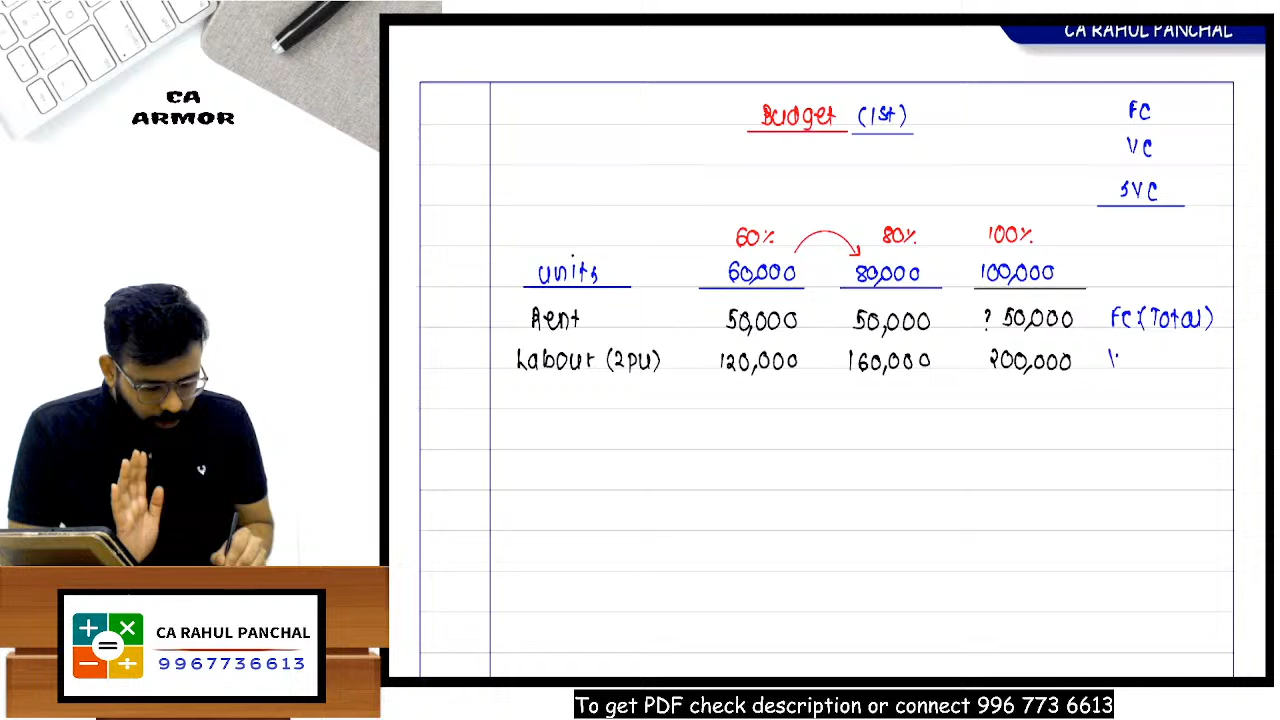 CA RAHUL PANCHAL
CA
ARMOR
Budget (1st)
FC
VC
SVC
60% 80% 100%
units 60,000 80,000 100,000
Rent 50,000 50,000 ? 50,000 FC:(Total)
Labour (2PU) 120,000 160,000 200,000
CA RAHUL PANCHAL
9967736613
To get PDF check description or connect 996 773 6613